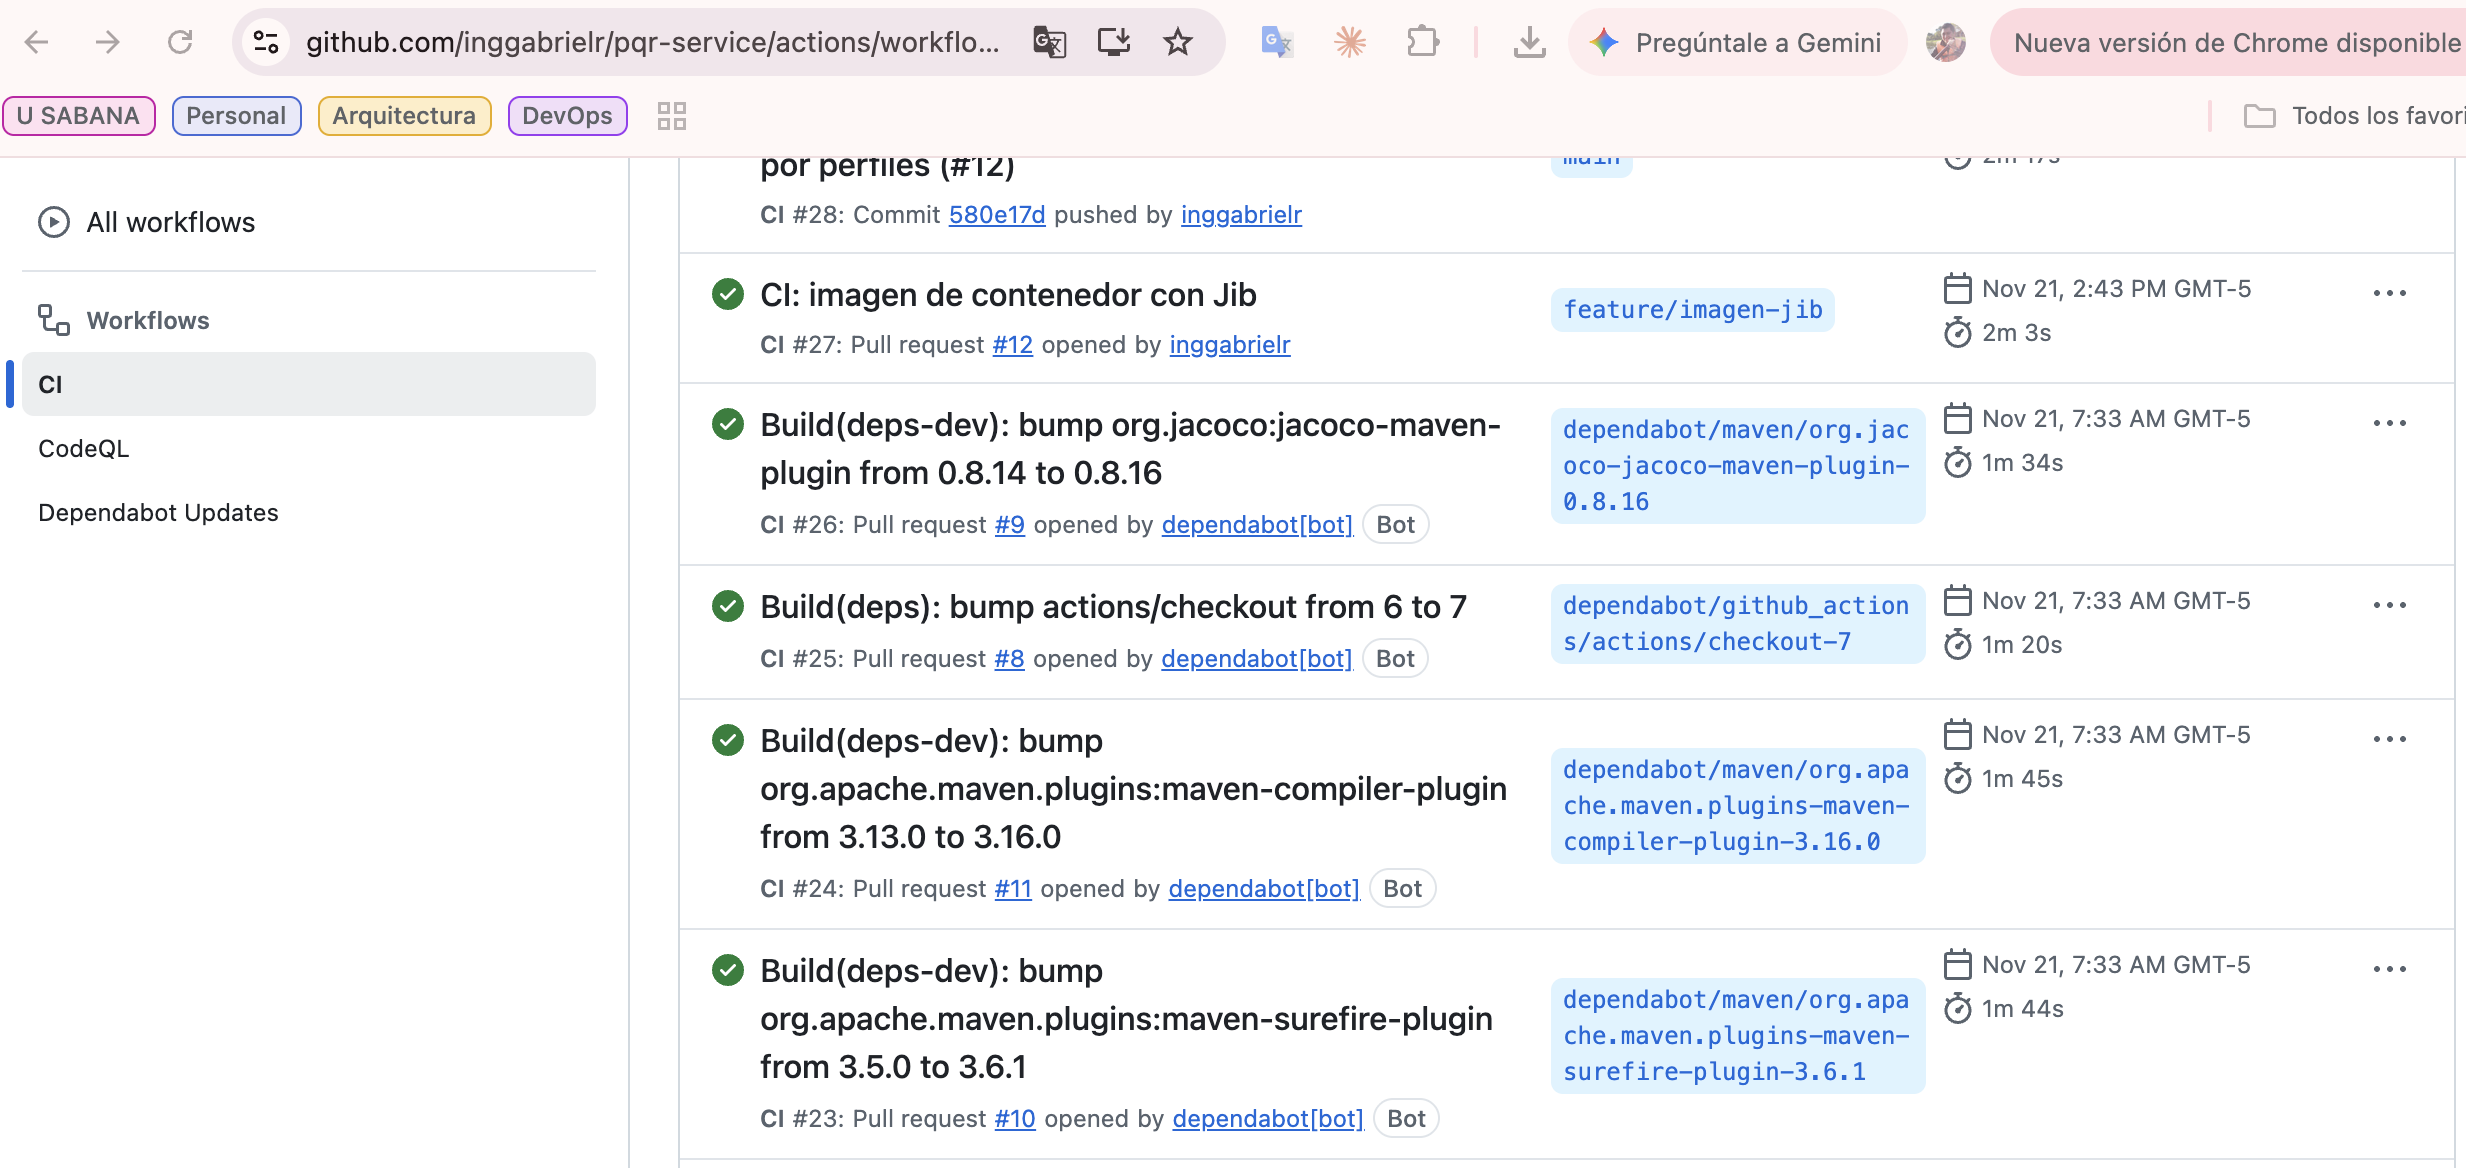 github.com/inggabrielr/pqr-service/actions/workflo...
Pregúntale a Gemini
Nueva versión de Chrome disponible
U SABANA
Personal
Arquitectura
DevOps
Todos los favori
All workflows
Workflows
CI
CodeQL
Dependabot Updates
por perfiles (#12)
main
2m 17s
CI #28: Commit 580e17d pushed by inggabrielr
CI: imagen de contenedor con Jib
CI #27: Pull request #12 opened by inggabrielr
feature/imagen-jib
Nov 21, 2:43 PM GMT-5
2m 3s
Build(deps-dev): bump org.jacoco:jacoco-maven-
plugin from 0.8.14 to 0.8.16
CI #26: Pull request #9 opened by dependabot[bot] Bot
dependabot/maven/org.jac
oco-jacoco-maven-plugin-
0.8.16
Nov 21, 7:33 AM GMT-5
1m 34s
Build(deps): bump actions/checkout from 6 to 7
CI #25: Pull request #8 opened by dependabot[bot] Bot
dependabot/github_action
s/actions/checkout-7
Nov 21, 7:33 AM GMT-5
1m 20s
Build(deps-dev): bump
org.apache.maven.plugins:maven-compiler-plugin
from 3.13.0 to 3.16.0
CI #24: Pull request #11 opened by dependabot[bot] Bot
dependabot/maven/org.apa
che.maven.plugins-maven-
compiler-plugin-3.16.0
Nov 21, 7:33 AM GMT-5
1m 45s
Build(deps-dev): bump
org.apache.maven.plugins:maven-surefire-plugin
from 3.5.0 to 3.6.1
CI #23: Pull request #10 opened by dependabot[bot] Bot
dependabot/maven/org.apa
che.maven.plugins-maven-
surefire-plugin-3.6.1
Nov 21, 7:33 AM GMT-5
1m 44s